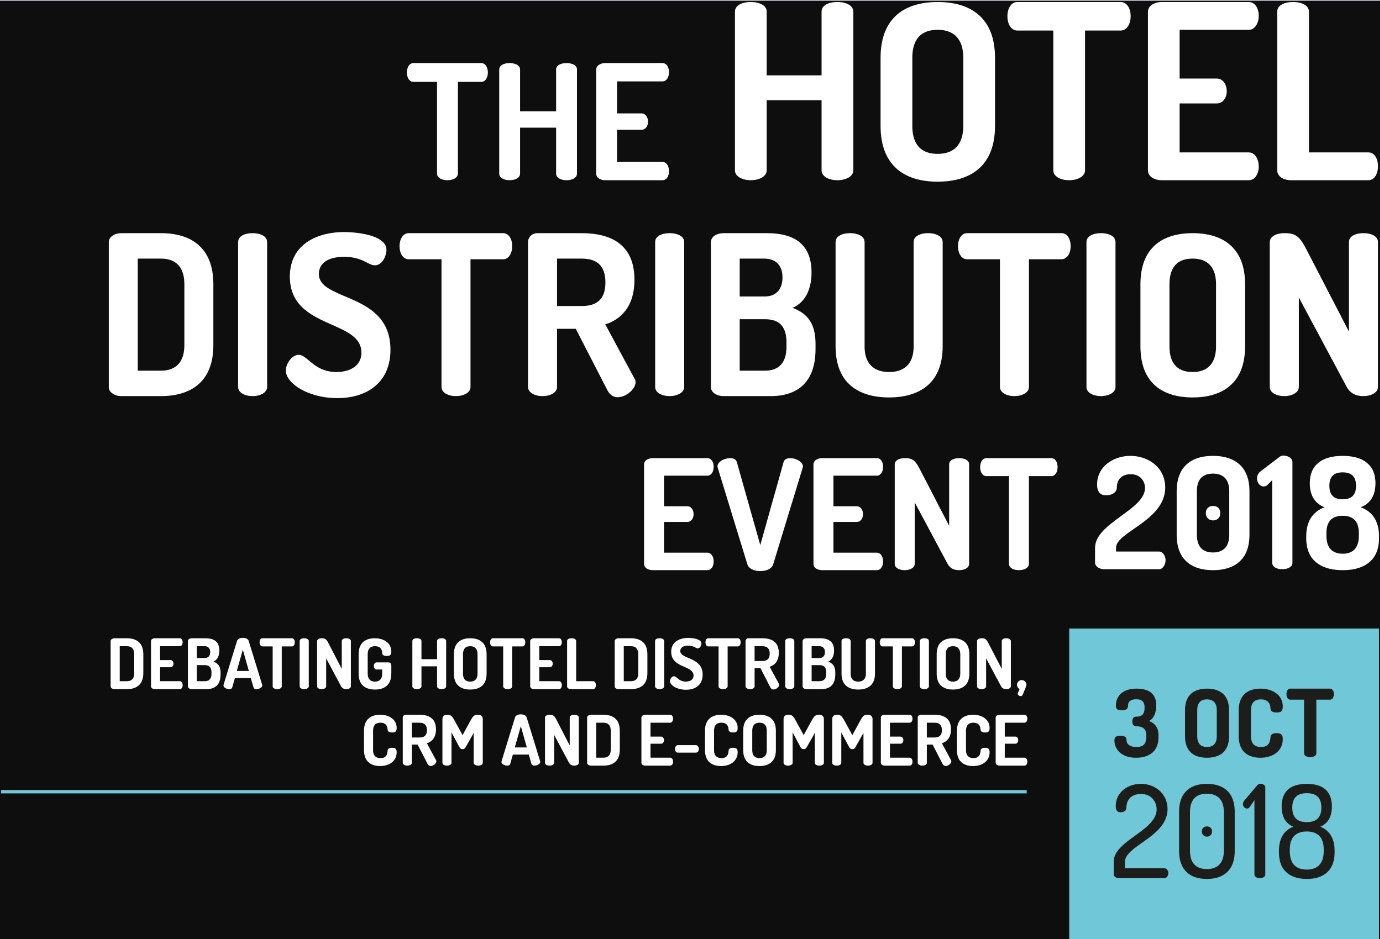 THE HOTEL
DISTRIBUTION
EVENT 2018
DEBATING HOTEL DISTRIBUTION,
CRM AND E-COMMERCE
3 OCT
2018